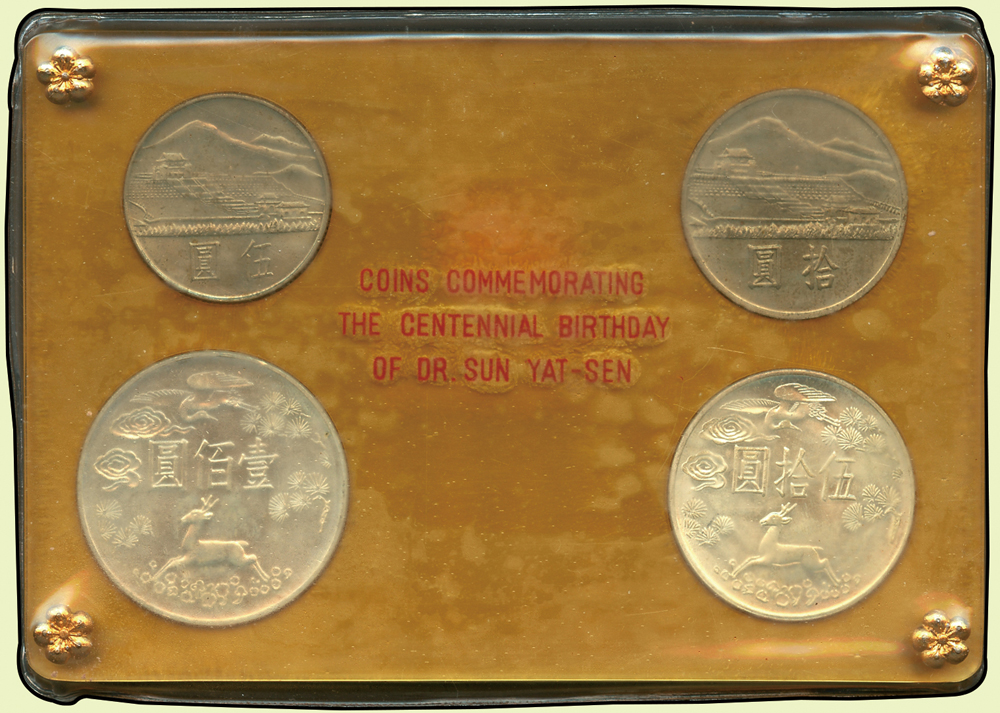 伍圓
拾圓
COINS COMMEMORATING
THE CENTENNIAL BIRTHDAY
OF DR. SUN YAT-SEN
壹佰圓
伍拾圓